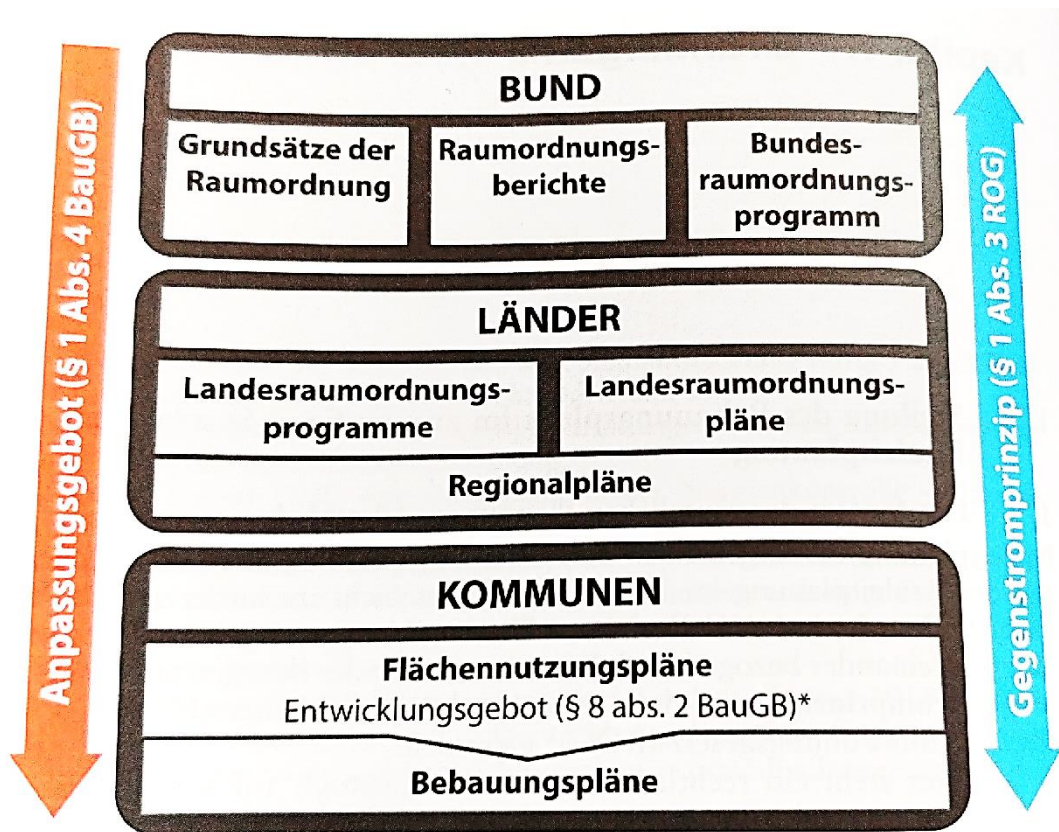 Anpassungsgebot (§ 1 Abs. 4 BauGB)
BUND
Grundsätze der
Raumordnung
Raumordnungs-
berichte
Bundes-
raumordnungs-
programm
LÄNDER
Landesraumordnungs-
programme
Landesraumordnungs-
pläne
Regionalpläne
KOMMUNEN
Flächennutzungspläne
Entwicklungsgebot (§ 8 abs. 2 BauGB)*
Bebauungspläne
Gegenstromprinzip (§ 1 Abs. 3 ROG)